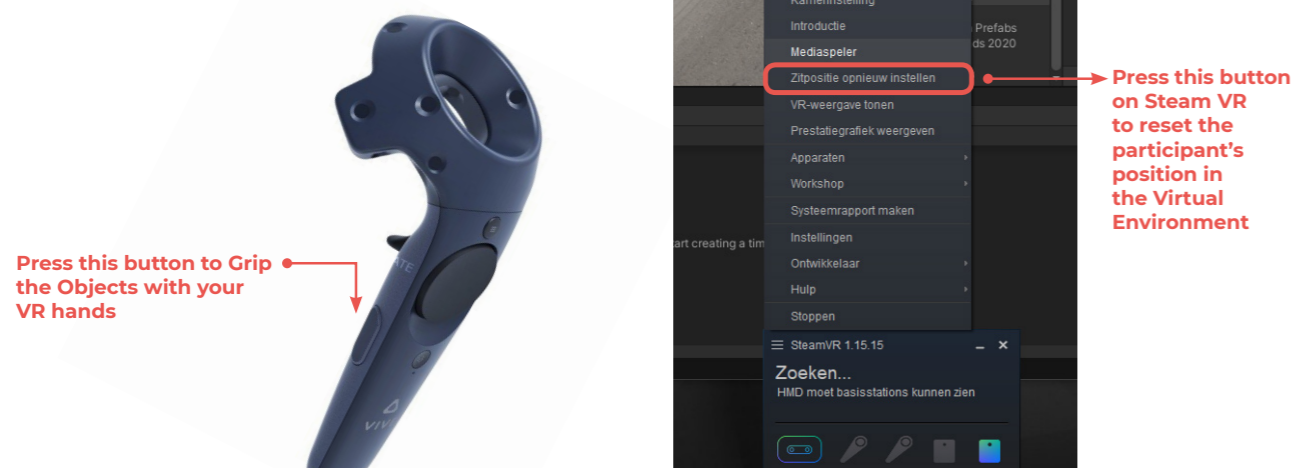 Press this button to Grip
the Objects with your
VR hands
VIVE
Kamerinstelling
Introductie
Prefabs
ds 2020
Mediaspeler
Zitpositie opnieuw instellen
VR-weergave tonen
Prestatiegrafiek weergeven
Apparaten
Workshop
Systeemrapport maken
art creating a tim
Instellingen
Ontwikkelaar
Hulp
Stoppen
SteamVR 1.15.15
Zoeken...
HMD moet basisstations kunnen zien
Press this button
on Steam VR
to reset the
participant's
position in
the Virtual
Environment